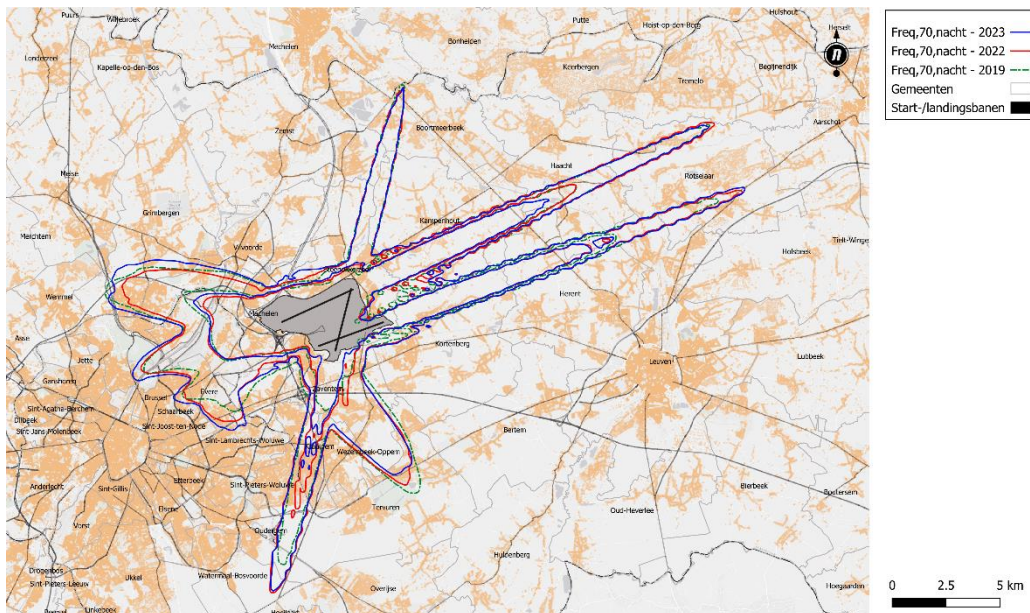 Puurs
Willebroek
Putte
Heist-op-den-Berg
Hulshout
Herselt
Mechelen
Bonheiden
Londerzeel
Kapelle-op-den-Bos
Keerbergen
Begijnendijk
Tremelo
Boortmeerbeek
Aarschot
Zemst
Haacht
Meise
Rotselaar
Grimbergen
Kampenhout
Merchtem
Vilvoorde
Tielt-Winge
Holsbeek
Wemmel
Herent
Machelen
Asse
Kortenberg
Jette
Leuven
Lubbeek
Ganshoren
Evere
Zaventem
Brussel
Schaarbeek
Sint-Agatha-Berchem
Dilbeek
Sint-Joost-ten-Node
Sint-Jans-Molenbeek
Bertem
Sint-Lambrechts-Woluwe
Wezembeek-Oppem
Anderlecht
Sint-Gillis
Etterbeek
Sint-Pieters-Woluwe
Bierbeek
Boutersem
Elsene
Tervuren
Oud-Heverlee
Vorst
Ouderghem
Huldenberg
Drogenbos
Ukkel
Watermaal-Bosvoorde
Sint-Pieters-Leeuw
Overijse
Hoegaarden
Linkebeek
n
Freq,70,nacht - 2023
Freq,70,nacht - 2022
Freq,70,nacht - 2019
Gemeenten
Start-/landingsbanen
0 2.5 5 km